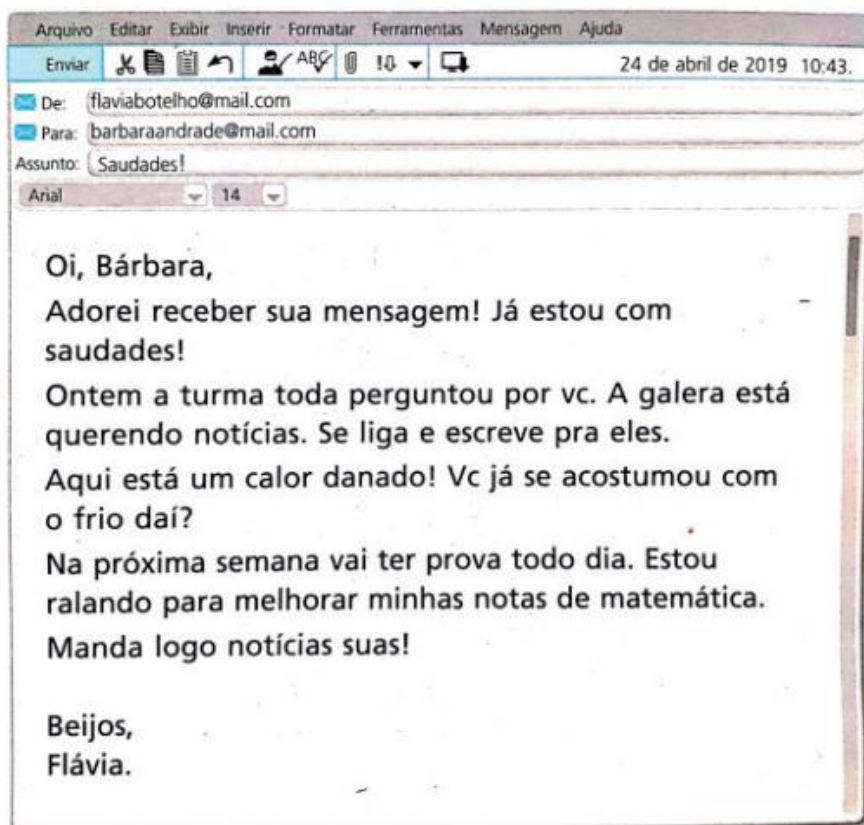 Arquivo Editar Exibir Inserir Formatar Ferramentas Mensagem Ajuda
Enviar ABC 24 de abril de 2019 10:43.
De: flaviabotelho@mail.com
Para: barbaraandrade@mail.com
Assunto: Saudades!
Arial 14
Oi, Bárbara,
Adorei receber sua mensagem! Já estou com
saudades!
Ontem a turma toda perguntou por vc. A galera está
querendo notícias. Se liga e escreve pra eles.
Aqui está um calor danado! Vc já se acostumou com
o frio daí?
Na próxima semana vai ter prova todo dia. Estou
ralando para melhorar minhas notas de matemática.
Manda logo notícias suas!
Beijos,
Flávia.